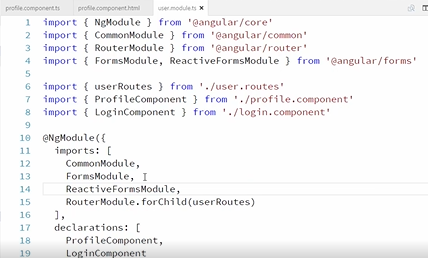 profile.component.ts profile.component.html user.module.ts ×
1 import { NgModule } from '@angular/core'
2 import { CommonModule } from '@angular/common'
3 import { RouterModule } from '@angular/router'
4 import { FormsModule, ReactiveFormsModule } from '@angular/forms'
5
6 import { userRoutes } from './user.routes'
7 import { ProfileComponent } from './profile.component'
8 import { LoginComponent } from './login.component'
9
10 @NgModule({
11 imports: [
12 CommonModule,
13 FormsModule,
14 ReactiveFormsModule,
15 RouterModule.forChild(userRoutes)
16 ],
17 declarations: [
18 ProfileComponent,
19 LoginComponent